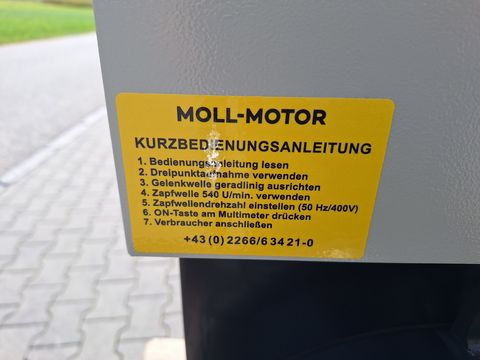 MOLL-MOTOR
KURZBEDIENUNGSANLEITUNG
1. Bedienungsanleitung lesen
2. Dreipunktaufnahme verwenden
3. Gelenkwelle geradlinig ausrichten
4. Zapfwelle 540 U/min. verwenden
5. Zapfwellendrehzahl einstellen (50 Hz/400V)
6. ON-Taste am Multimeter drücken
7. Verbraucher anschließen
+43 (0) 2266/6 34 21-0